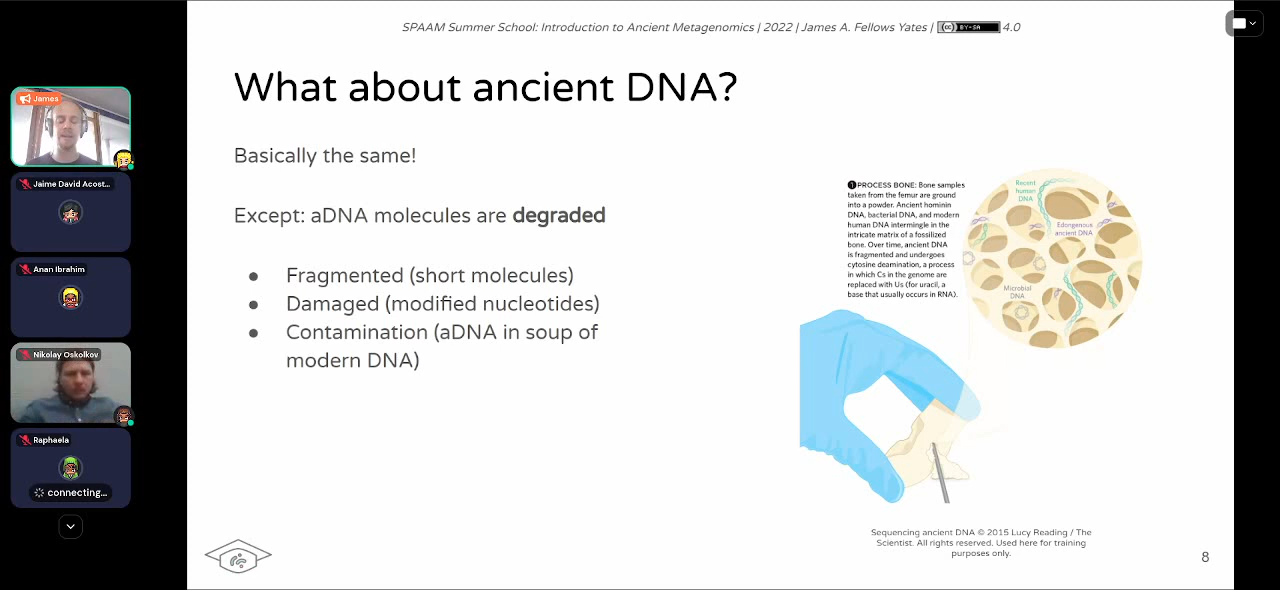 SPAAM Summer School: Introduction to Ancient Metagenomics | 2022 | James A. Fellows Yates | (cc) BY-SA 4.0
What about ancient DNA?
Basically the same!
Except: aDNA molecules are degraded
● Fragmented (short molecules)
● Damaged (modified nucleotides)
● Contamination (aDNA in soup of
modern DNA)
1 PROCESS BONE: Bone samples
taken from the femur are ground
into a powder. Ancient hominin
DNA, bacterial DNA, and modern
human DNA intermingle in the
intricate matrix of a fossilized
bone. Over time, ancient DNA
is fragmented and undergoes
cytosine deamination, a process
in which Cs in the genome are
replaced with Us (for uracil, a
base that usually occurs in RNA).
Recent
human
DNA
Edongenous
ancient DNA
Microbial
DNA
Sequencing ancient DNA © 2015 Lucy Reading / The
Scientist. All rights reserved. Used here for training
purposes only.
8
James
Jaime David Acost...
Anan Ibrahim
Nikolay Oskolkov
Raphaela
connecting...